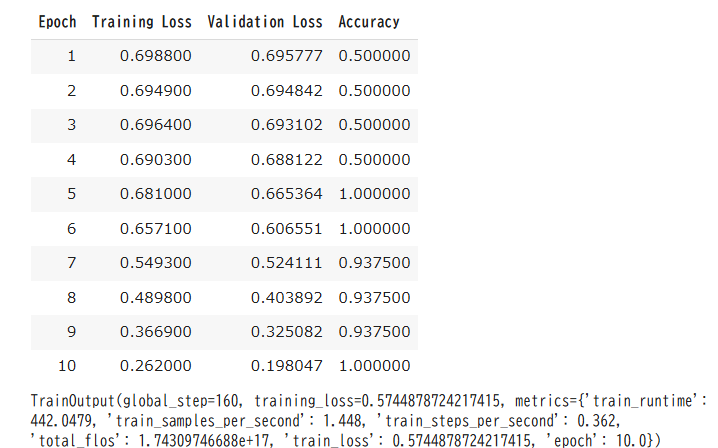 Epoch Training Loss Validation Loss Accuracy
1 0.698800 0.695777 0.500000
2 0.694900 0.694842 0.500000
3 0.696400 0.693102 0.500000
4 0.690300 0.688122 0.500000
5 0.681000 0.665364 1.000000
6 0.657100 0.606551 1.000000
7 0.549300 0.524111 0.937500
8 0.489800 0.403892 0.937500
9 0.366900 0.325082 0.937500
10 0.262000 0.198047 1.000000
TrainOutput(global_step=160, training_loss=0.5744878724217415, metrics={'train_runtime':
442.0479, 'train_samples_per_second': 1.448, 'train_steps_per_second': 0.362,
'total_flos': 1.74309746688e+17, 'train_loss': 0.5744878724217415, 'epoch': 10.0})